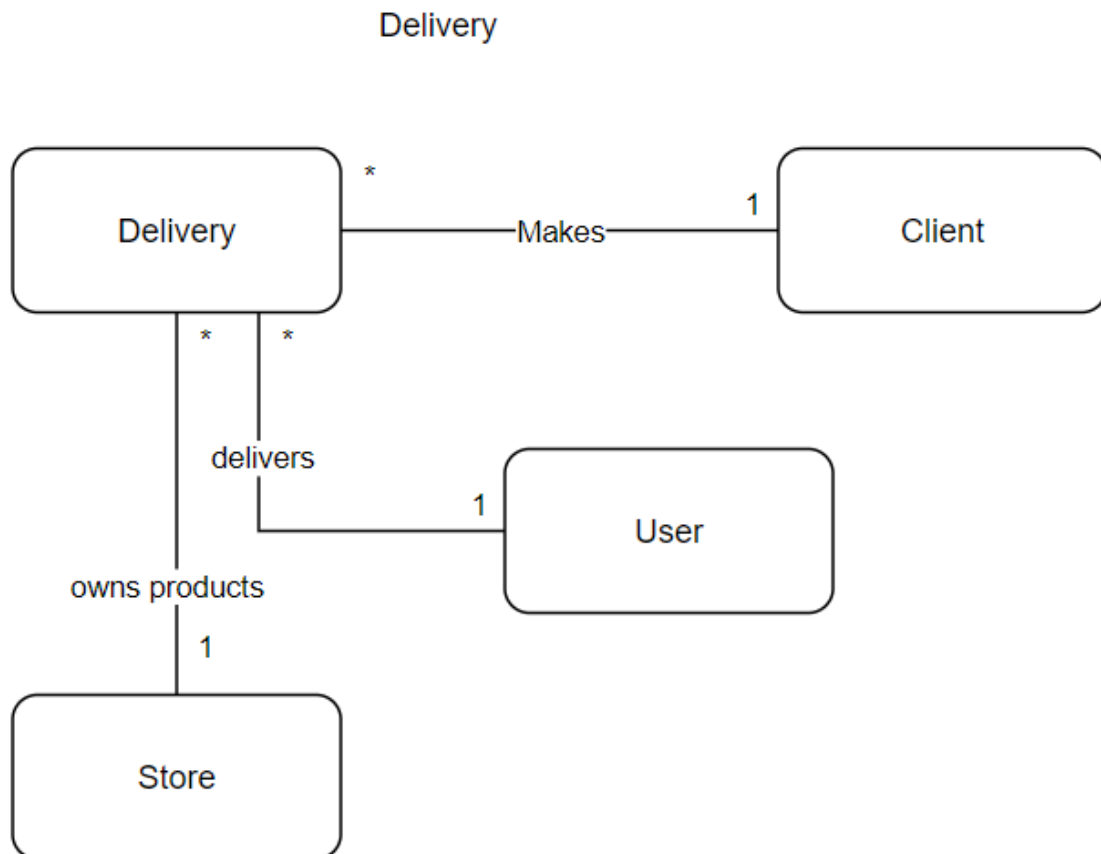 Delivery
*
Delivery
Makes
1
Client
*
*
delivers
1
User
owns products
1
Store